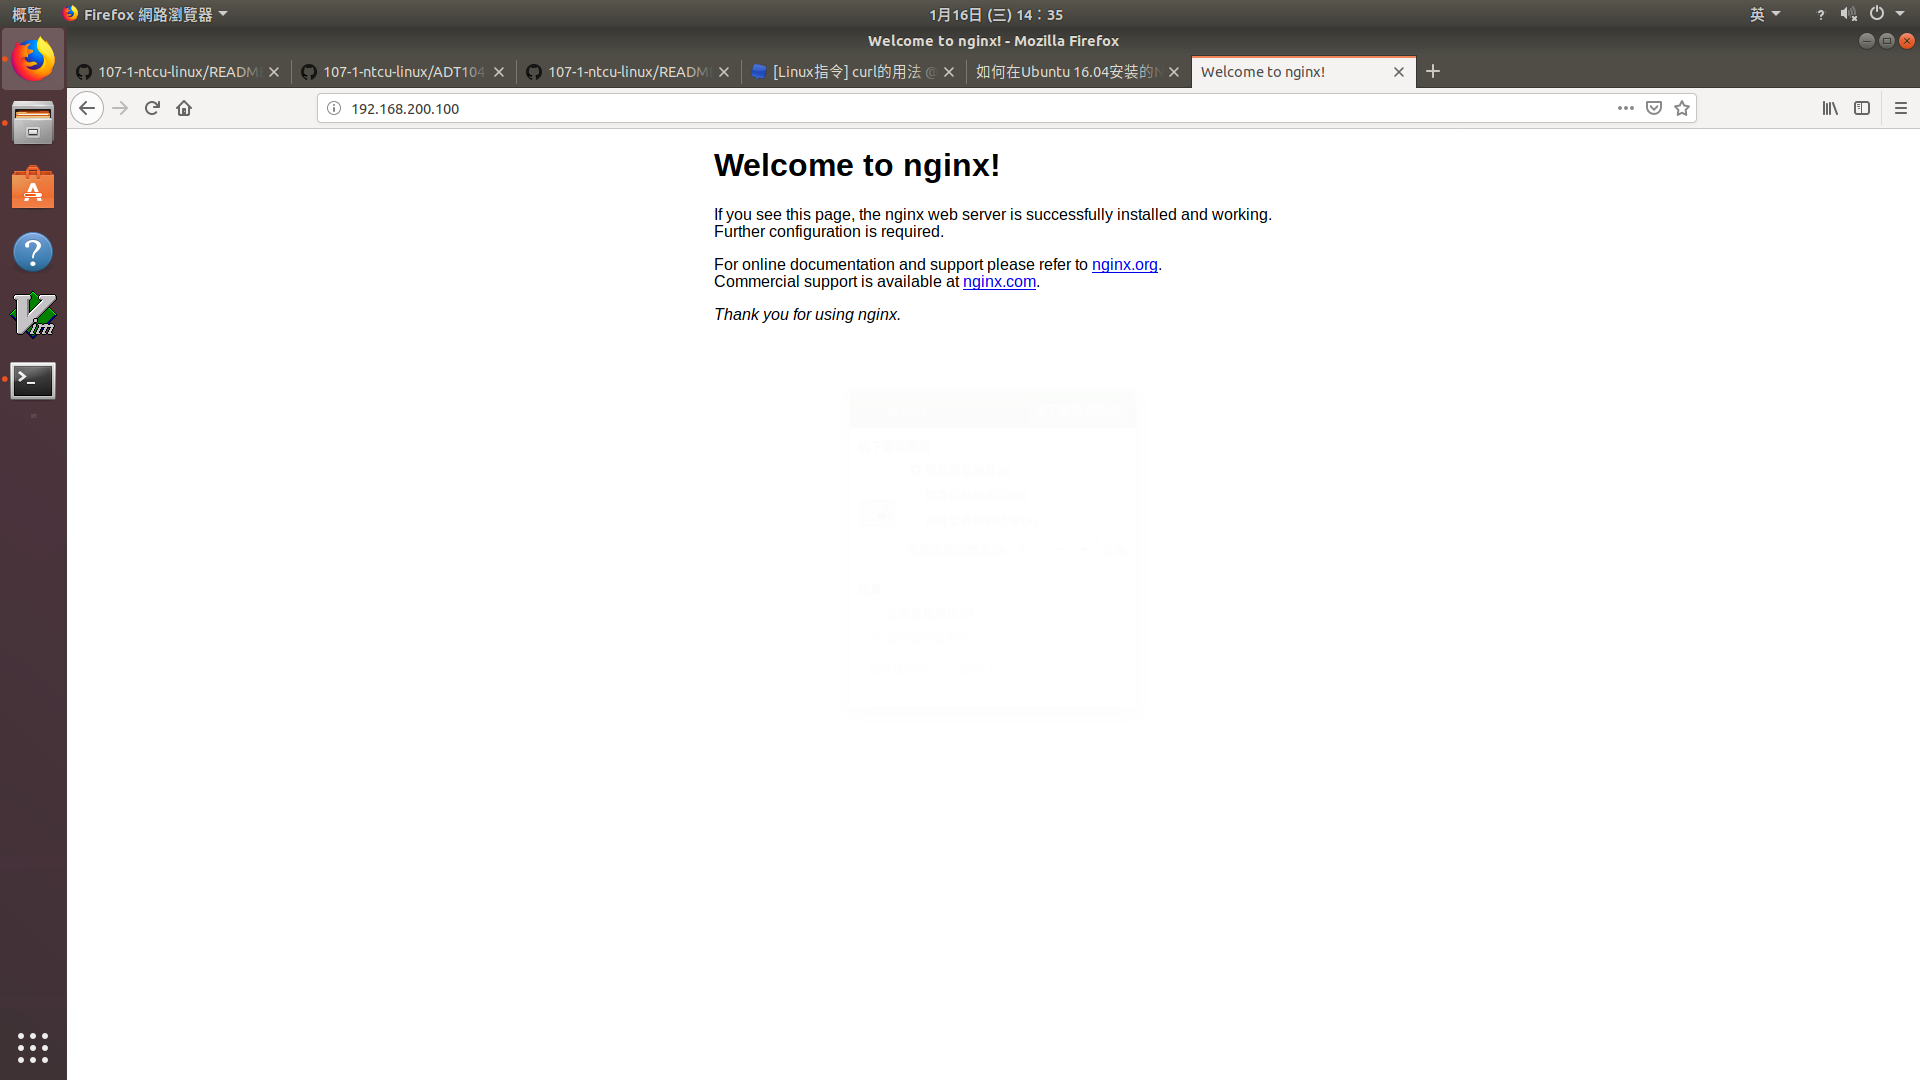 概覽 Firefox 網路瀏覽器 1月16日 (三) 14：35 英
Welcome to nginx! - Mozilla Firefox
107-1-ntcu-linux/READM 107-1-ntcu-linux/ADT104 107-1-ntcu-linux/READM [Linux指令] curl的用法 @ 如何在Ubuntu 16.04安裝的N Welcome to nginx!
192.168.200.100
Welcome to nginx!
If you see this page, the nginx web server is successfully installed and working.
Further configuration is required.
For online documentation and support please refer to nginx.org.
Commercial support is available at nginx.com.
Thank you for using nginx.
Vim